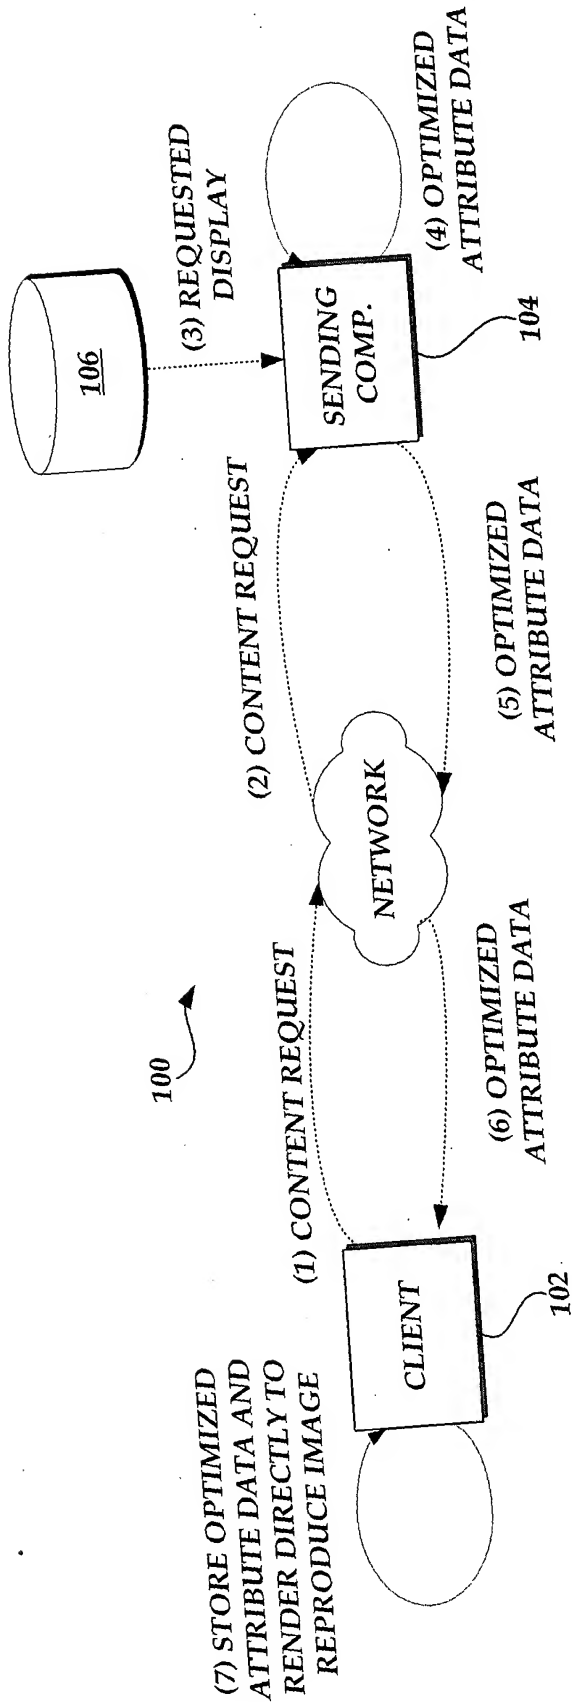 (7) STORE OPTIMIZED
ATTRIBUTE DATA AND
RENDER DIRECTLY TO
REPRODUCE IMAGE
CLIENT
102
(1) CONTENT REQUEST
100
(6) OPTIMIZED
ATTRIBUTE DATA
NETWORK
(2) CONTENT REQUEST
(5) OPTIMIZED
ATTRIBUTE DATA
106
(3) REQUESTED
DISPLAY
SENDING
COMP.
104
(4) OPTIMIZED
ATTRIBUTE DATA